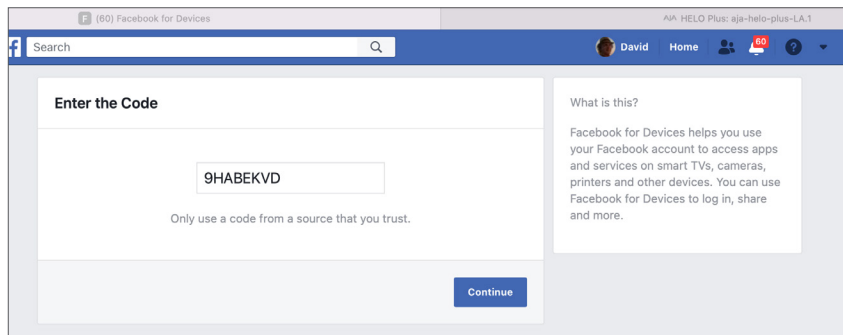 F (60) Facebook for Devices
AJA HELO Plus: aja-helo-plus-LA.1
f Search
David Home 60 ?
Enter the Code
9HABEKVD
Only use a code from a source that you trust.
Continue
What is this?
Facebook for Devices helps you use
your Facebook account to access apps
and services on smart TVs, cameras,
printers and other devices. You can use
Facebook for Devices to log in, share
and more.